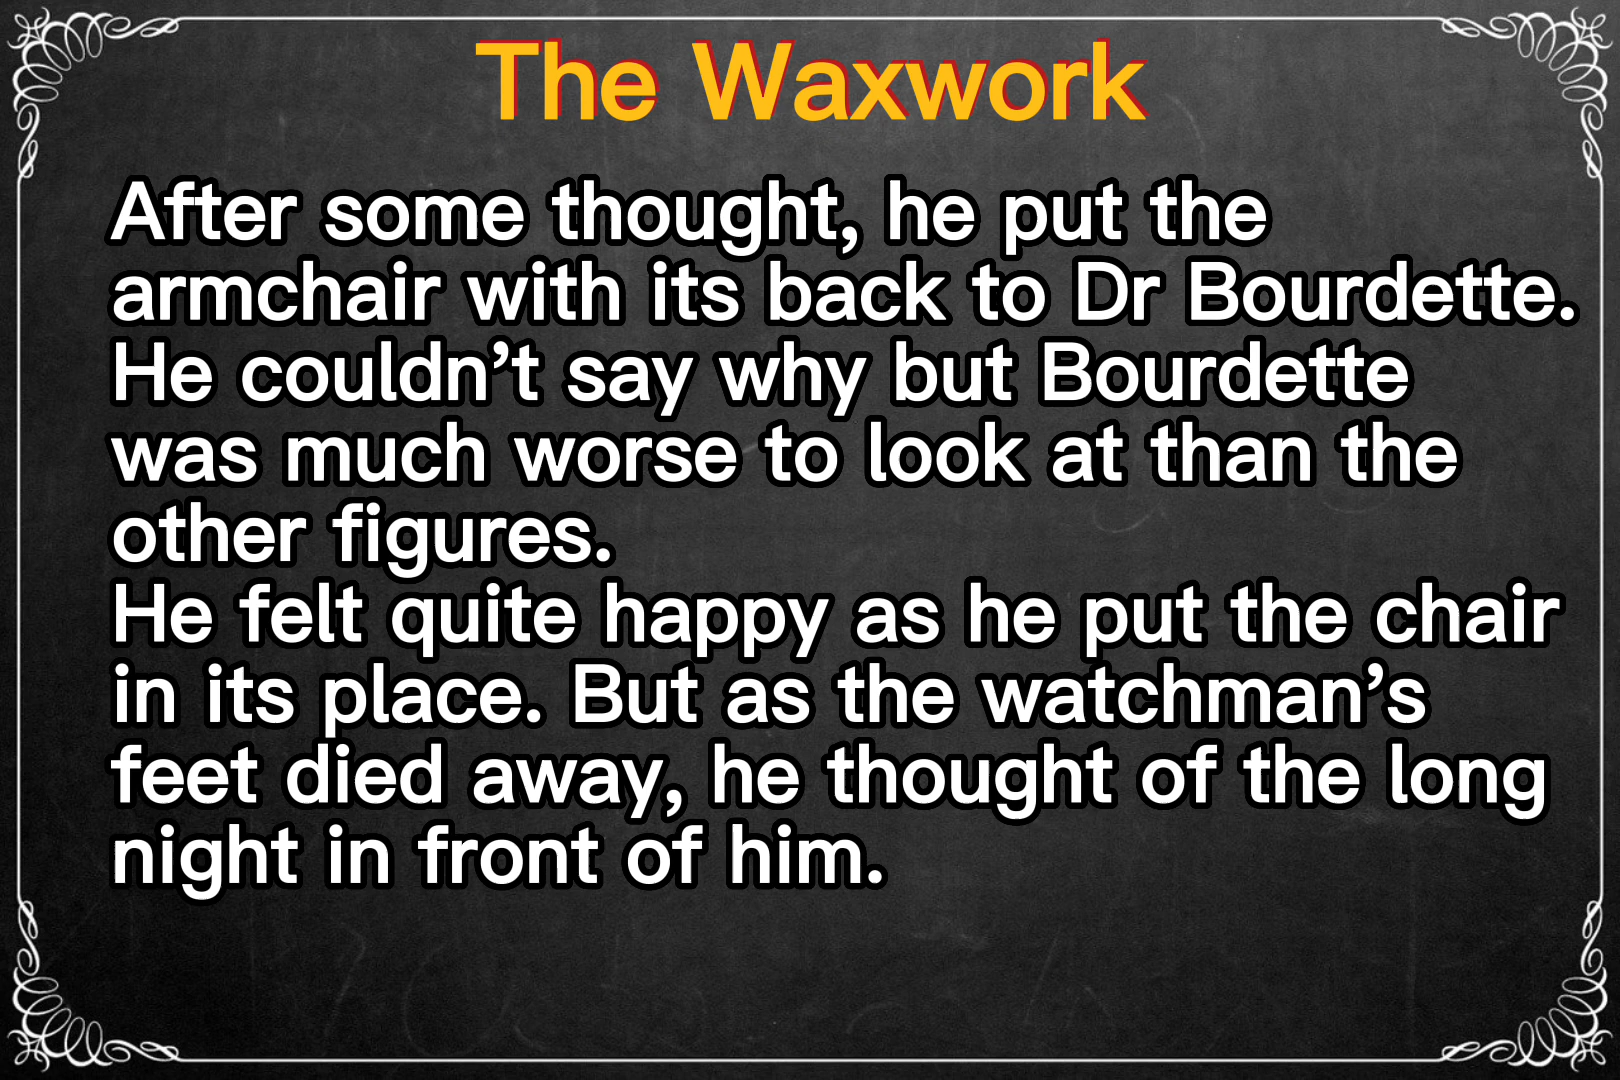 The Waxwork
After some thought, he put the
armchair with its back to Dr Bourdette.
He couldn’t say why but Bourdette
was much worse to look at than the
other figures.
He felt quite happy as he put the chair
in its place. But as the watchman’s
feet died away, he thought of the long
night in front of him.